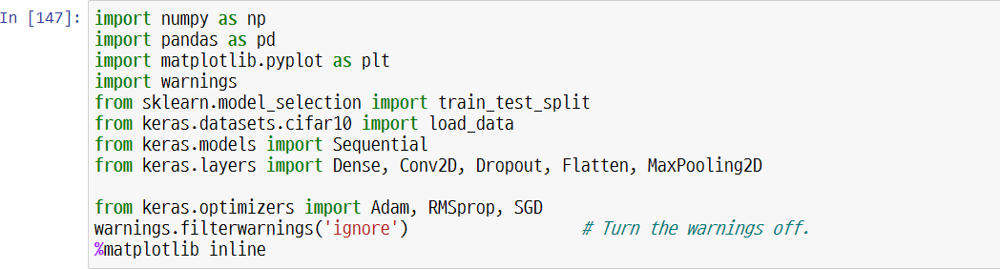 In [147]: import numpy as np
import pandas as pd
import matplotlib.pyplot as plt
import warnings
from sklearn.model_selection import train_test_split
from keras.datasets.cifar10 import load_data
from keras.models import Sequential
from keras.layers import Dense, Conv2D, Dropout, Flatten, MaxPooling2D
from keras.optimizers import Adam, RMSprop, SGD
warnings.filterwarnings('ignore') # Turn the warnings off.
%matplotlib inline